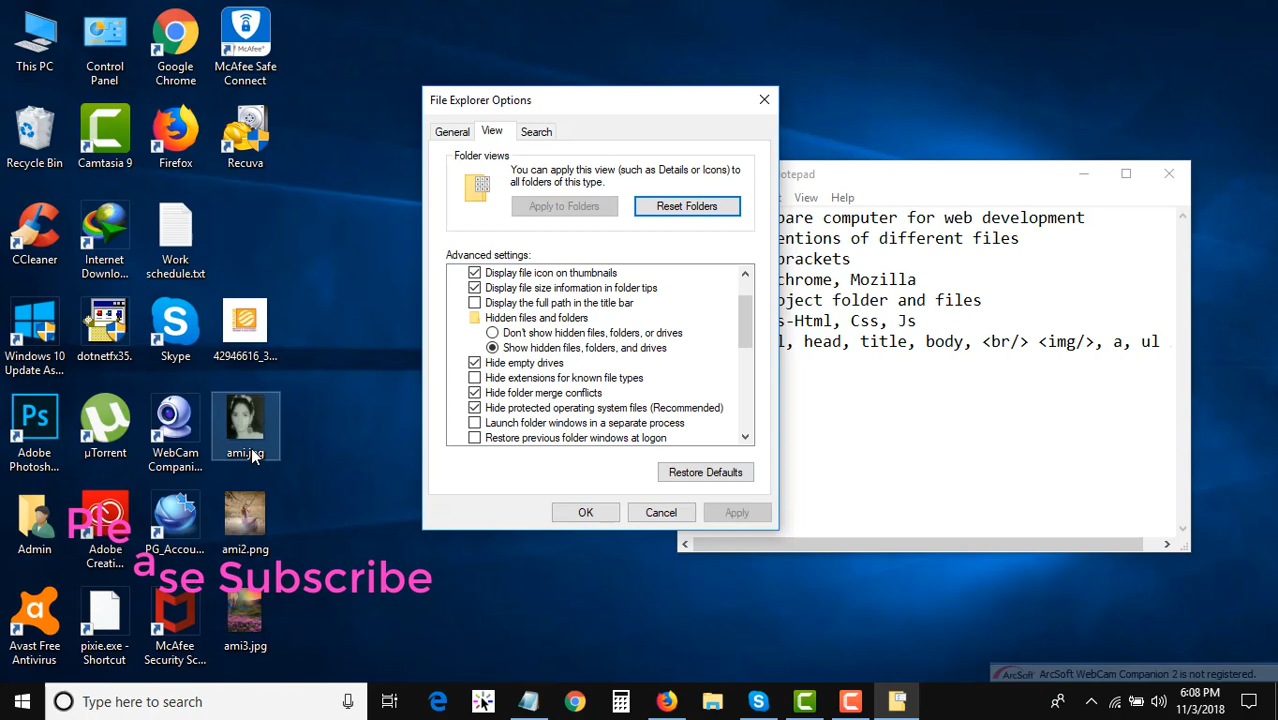 This PC
Control
Panel
Google
Chrome
McAfee
McAfee Safe
Connect
Recycle Bin
Camtasia 9
Firefox
Recuva
CCleaner
Internet
Downlo...
Work
schedule.txt
Windows 10
Update As...
dotnetfx35.
Skype
42946616_3...
Adobe
Photosh...
µTorrent
WebCam
Compani...
ami.jpg
Admin
Adobe
Creati...
PG_Accou...
ami2.png
Avast Free
Antivirus
pixie.exe -
Shortcut
McAfee
Security Sc...
ami3.jpg
Ple
ase Subscribe
File Explorer Options
General
View
Search
Folder views
You can apply this view (such as Details or Icons) to
all folders of this type.
Apply to Folders
Reset Folders
Advanced settings:
Display file icon on thumbnails
Display file size information in folder tips
Display the full path in the title bar
Hidden files and folders
Don't show hidden files, folders, or drives
Show hidden files, folders, and drives
Hide empty drives
Hide extensions for known file types
Hide folder merge conflicts
Hide protected operating system files (Recommended)
Launch folder windows in a separate process
Restore previous folder windows at logon
Restore Defaults
OK
Cancel
Apply
otepad
View
Help
pare computer for web development
entions of different files
brackets
chrome, Mozilla
oject folder and files
s-Html, Css, Js
l, head, title, body, <br/> <img/>, a, ul
ArcSoft ArcSoft WebCam Companion 2 is not registered.
Type here to search
6:08 PM
11/3/2018